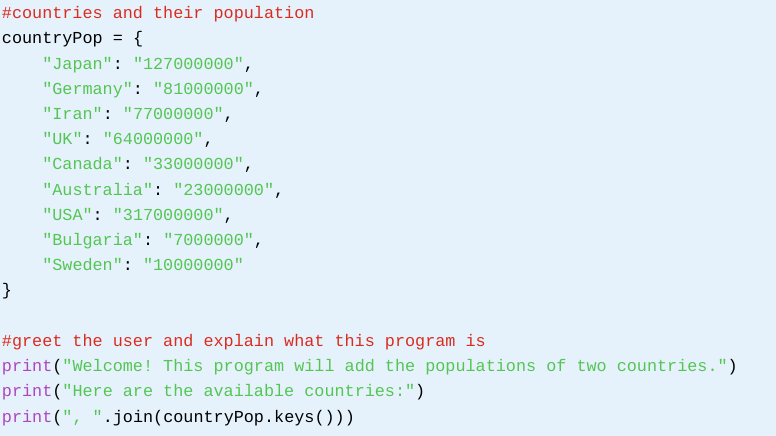 #countries and their population
countryPop = {
    "Japan": "127000000",
    "Germany": "81000000",
    "Iran": "77000000",
    "UK": "64000000",
    "Canada": "33000000",
    "Australia": "23000000",
    "USA": "317000000",
    "Bulgaria": "7000000",
    "Sweden": "10000000"
}

#greet the user and explain what this program is
print("Welcome! This program will add the populations of two countries.")
print("Here are the available countries:")
print(", ".join(countryPop.keys()))